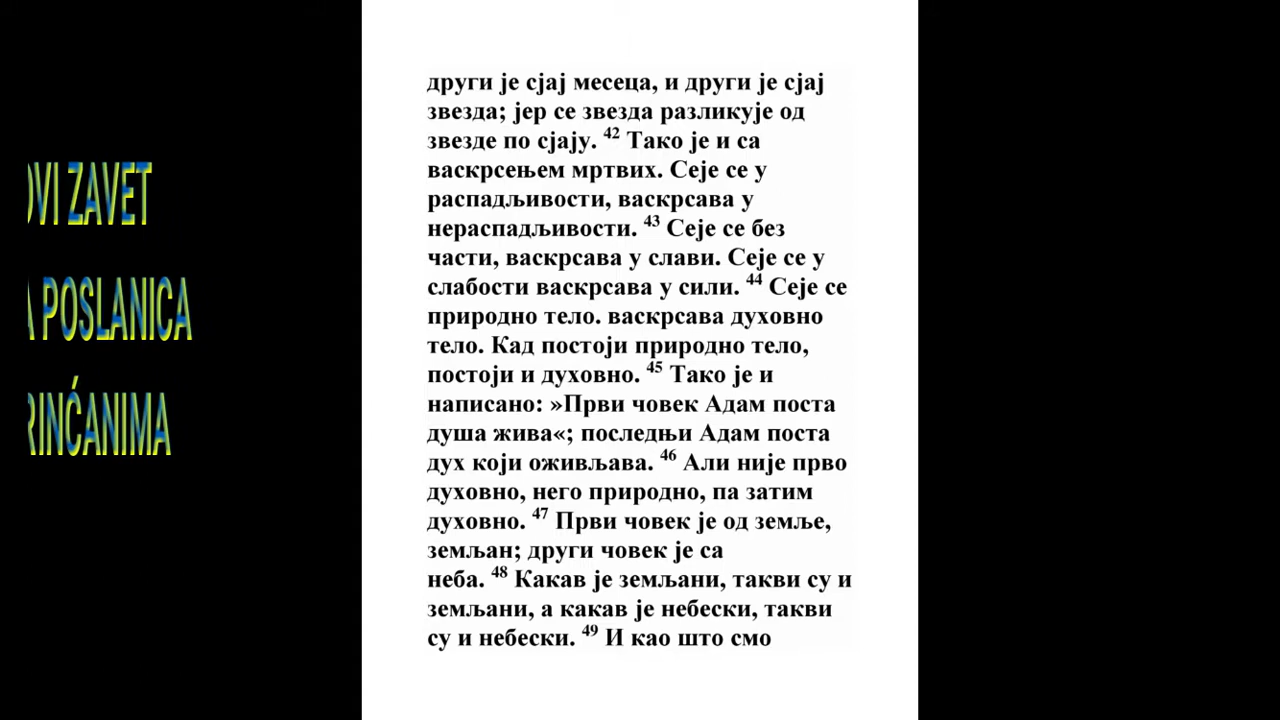 ZAVET
POSLANICA
други је сјај месеца, и други је сјај
звезда; јер се звезда разликује од
звезде по сјају. 42 Тако је и са
васкрсењем мртвих. Сеје се у
распадљивости, васкрсава у
нераспадљивости. 43 Сеје се без
части, васкрсава у слави. Сеје се у
слабости васкрсава у сили. 44 Сеје се
природно тело. васкрсава духовно
тело. Кад постоји природно тело,
постоји и духовно. 45 Тако је и
написано: »Први човек Адам поста
душа жива«; последњи Адам поста
дух који оживљава. 46 Али није прво
духовно, него природно, па затим
духовно. 47 Први човек је од земље,
земљан; други човек је са
неба. 48 Какав је земљани, такви су и
земљани, а какав је небески, такви
су и небески. 49 И као што смо